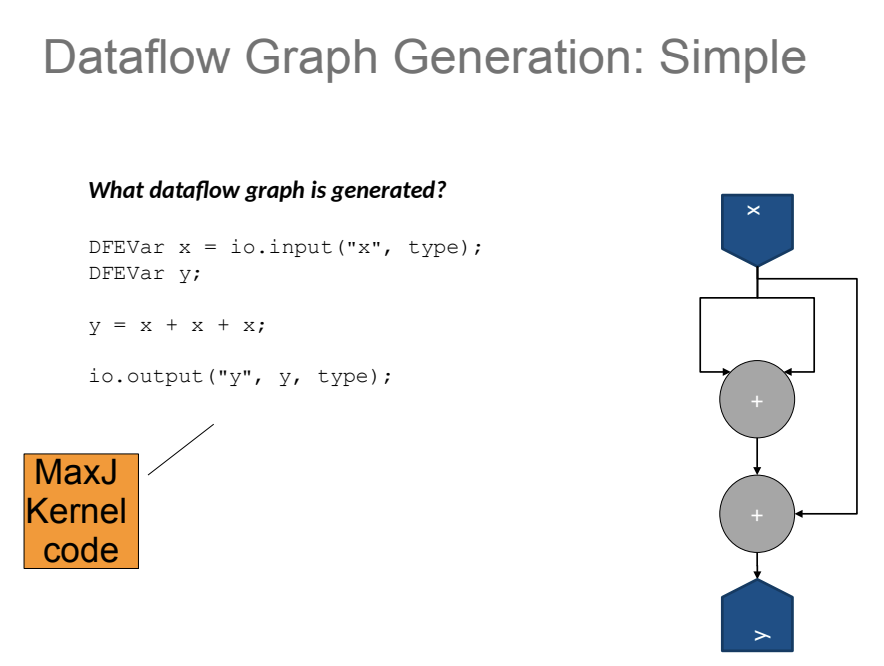 Dataflow Graph Generation: Simple
What dataflow graph is generated?
DFEVar x = io.input("x", type);
DFEVar y;
y = x + x + x;
io.output("y", y, type);
MaxJ
Kernel
code
x
+
+
y